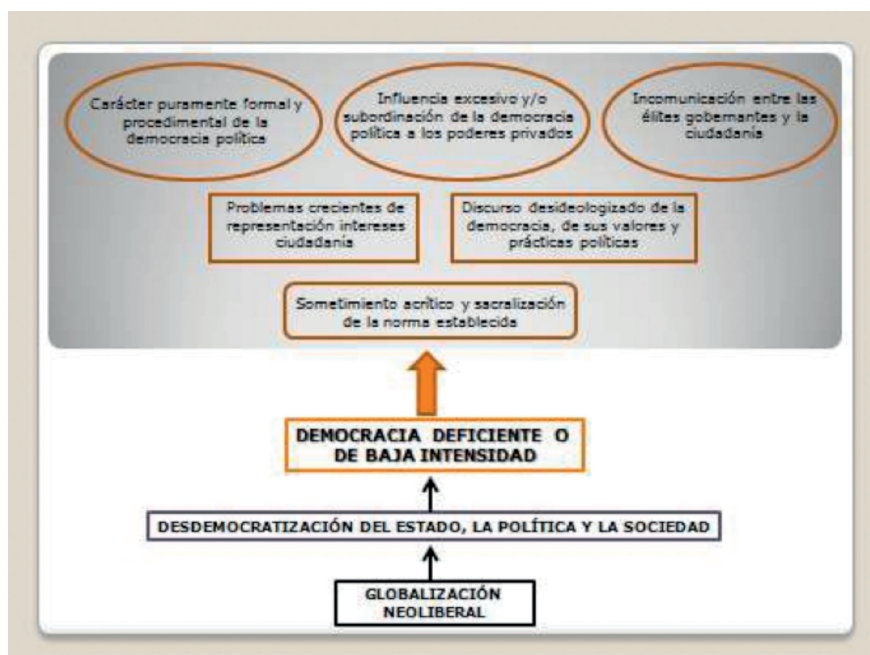 Carácter puramente formal y
procedimental de la
democracia política
Influencia excesivo y/o
subordinación de la democracia
política a los poderes privados
Incomunicación entre las
élites gobernantes y la
ciudadanía
Problemas crecientes de
representación intereses
ciudadanía
Discurso desideologizado de la
democracia, de sus valores y
prácticas políticas
Sometimiento acrítico y sacralización
de la norma establecida
DEMOCRACIA DEFICIENTE O
DE BAJA INTENSIDAD
DESDEMOCRATIZACIÓN DEL ESTADO, LA POLÍTICA Y LA SOCIEDAD
GLOBALIZACIÓN
NEOLIBERAL